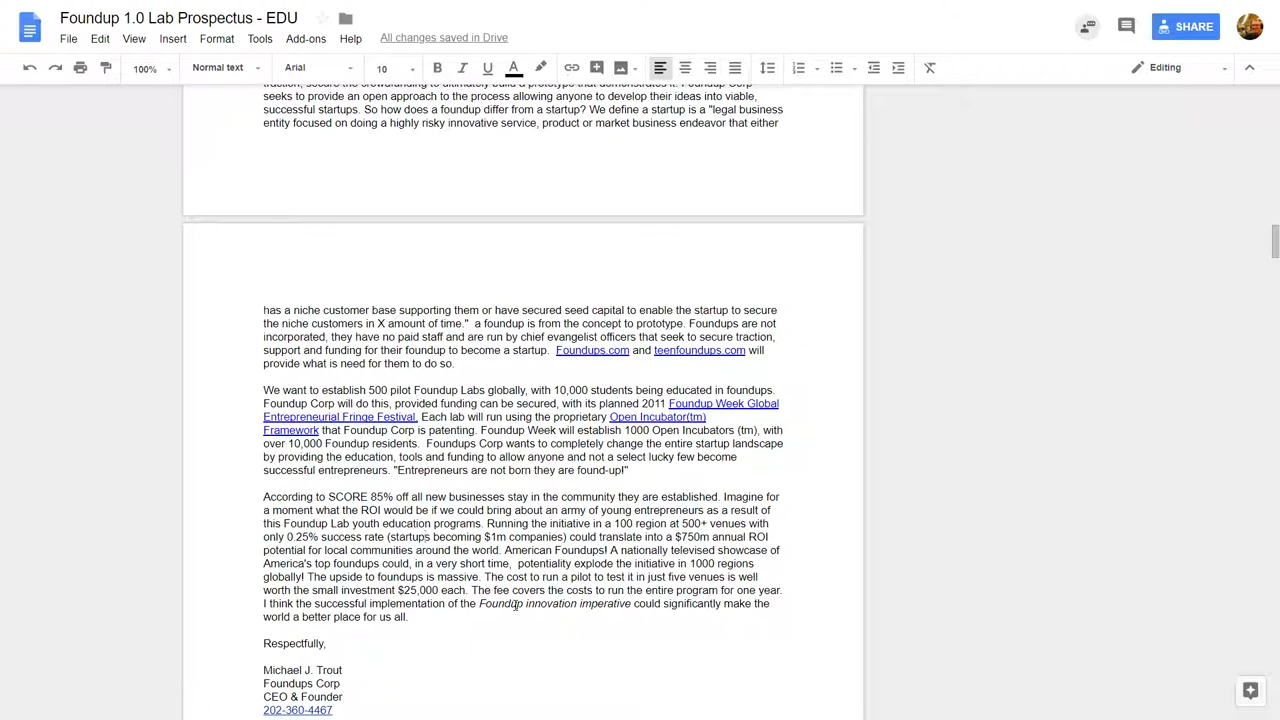 Foundup 1.0 Lab Prospectus - EDU
File Edit View Insert Format Tools Add-ons Help All changes saved in Drive
SHARE
100% Normal text Arial 10 Editing
seeks to provide an open approach to the process allowing anyone to develop their ideas into viable,
successful startups. So how does a foundup differ from a startup? We define a startup is a "legal business
entity focused on doing a highly risky innovative service, product or market business endeavor that either
has a niche customer base supporting them or have secured seed capital to enable the startup to secure
the niche customers in X amount of time."  a foundup is from the concept to prototype. Foundups are not
incorporated, they have no paid staff and are run by chief evangelist officers that seek to secure traction,
support and funding for their foundup to become a startup.  Foundups.com and teenfoundups.com will
provide what is need for them to do so.
We want to establish 500 pilot Foundup Labs globally, with 10,000 students being educated in foundups.
Foundup Corp will do this, provided funding can be secured, with its planned 2011 Foundup Week Global
Entrepreneurial Fringe Festival. Each lab will run using the proprietary Open Incubator(tm)
Framework that Foundup Corp is patenting. Foundup Week will establish 1000 Open Incubators (tm), with
over 10,000 Foundup residents.  Foundups Corp wants to completely change the entire startup landscape
by providing the education, tools and funding to allow anyone and not a select lucky few become
successful entrepreneurs. "Entrepreneurs are not born they are found-up!"
According to SCORE 85% off all new businesses stay in the community they are established. Imagine for
a moment what the ROI would be if we could bring about an army of young entrepreneurs as a result of
this Foundup Lab youth education programs. Running the initiative in a 100 region at 500+ venues with
only 0.25% success rate (startups becoming $1m companies) could translate into a $750m annual ROI
potential for local communities around the world. American Foundups! A nationally televised showcase of
America's top foundups could, in a very short time,  potentiality explode the initiative in 1000 regions
globally! The upside to foundups is massive. The cost to run a pilot to test it in just five venues is well
worth the small investment $25,000 each. The fee covers the costs to run the entire program for one year.
I think the successful implementation of the Foundup innovation imperative could significantly make the
world a better place for us all.
Respectfully,
Michael J. Trout
Foundups Corp
CEO & Founder
202-360-4467